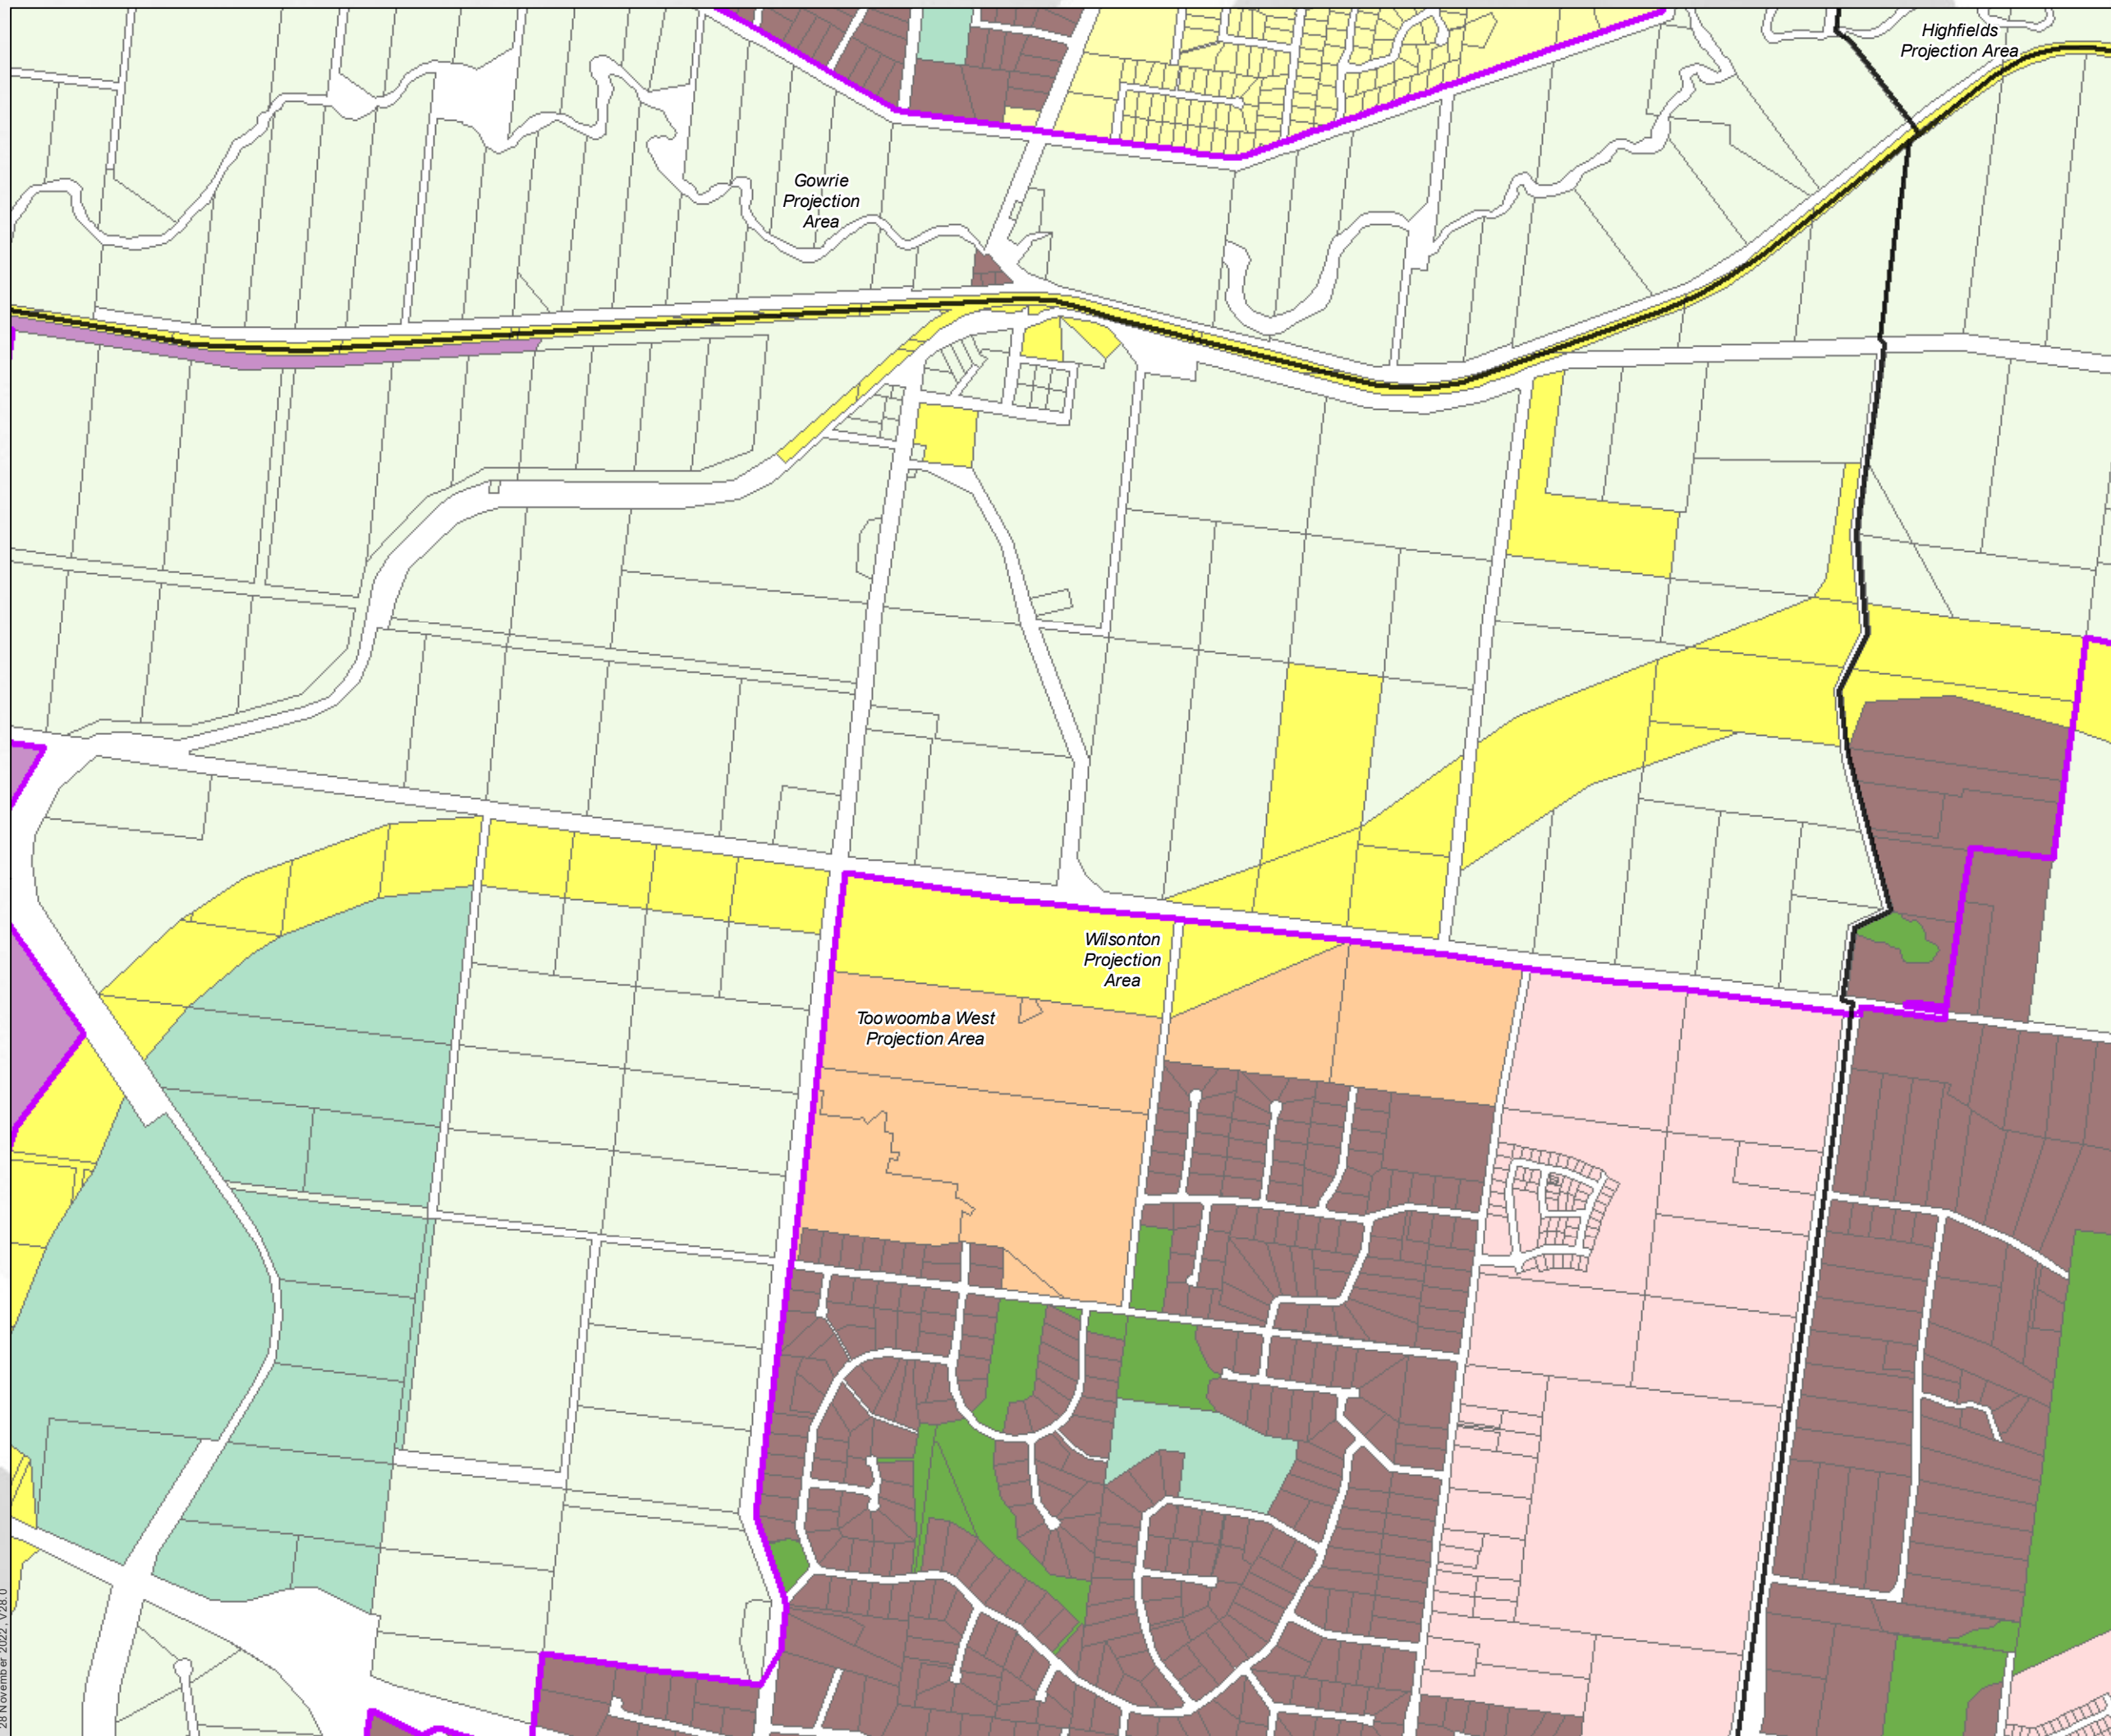 Highfields
Projection Area
Gowrie
Projection
Area
Wilsonton
Projection
Area
Toowoomba West
Projection Area
28 November 2022 V28.0